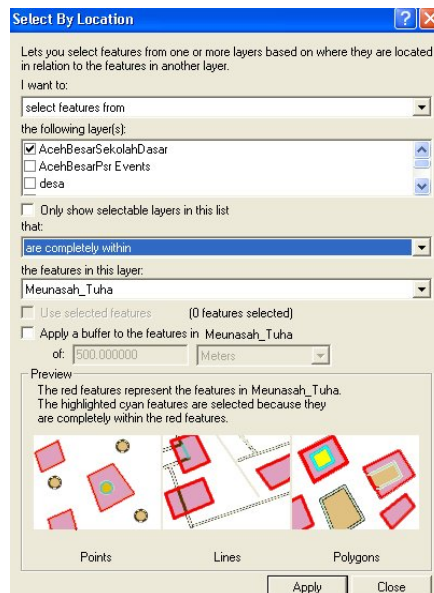 Select By Location
Lets you select features from one or more layers based on where they are located
in relation to the features in another layer.
I want to:
select features from
the following layer(s):
AcehBesarSekolahDasar
AcehBesarPsr Events
desa
Only show selectable layers in this list
that:
are completely within
the features in this layer:
Meunasah_Tuha
Use selected features (0 features selected)
Apply a buffer to the features in Meunasah_Tuha
of: 500.000000 Meters
Preview
The red features represent the features in Meunasah_Tuha.
The highlighted cyan features are selected because they
are completely within the red features.
Points Lines Polygons
Apply Close